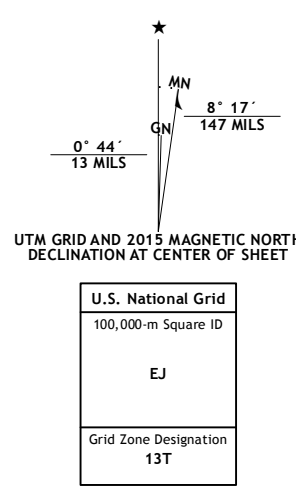 ★
MN
8° 17´
147 MILS
GN
0° 44´
13 MILS
UTM GRID AND 2015 MAGNETIC NORTH
DECLINATION AT CENTER OF SHEET
U.S. National Grid
100,000-m Square ID
EJ
Grid Zone Designation
13T